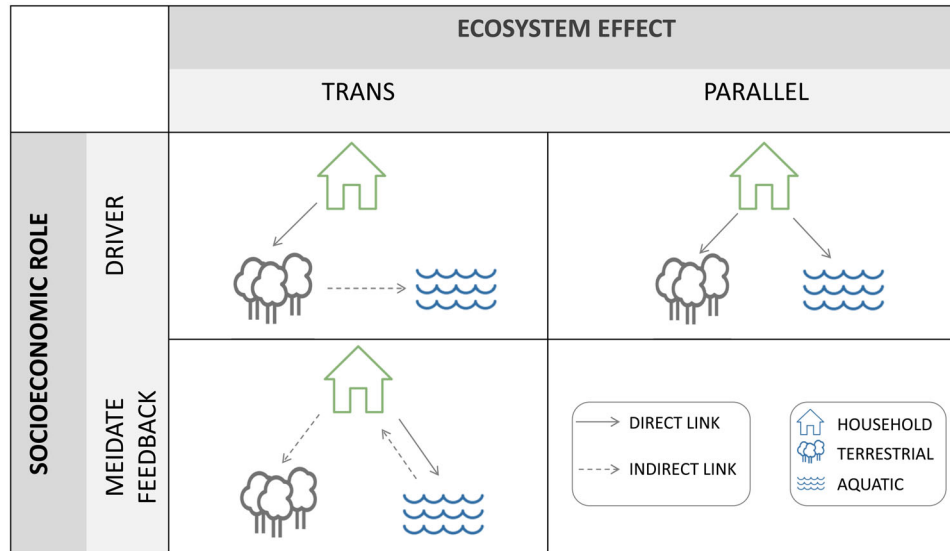 ECOSYSTEM EFFECT
TRANS
PARALLEL
SOCIOECONOMIC ROLE
DRIVER
MEIDATE
FEEDBACK
DIRECT LINK
INDIRECT LINK
HOUSEHOLD
TERRESTRIAL
AQUATIC